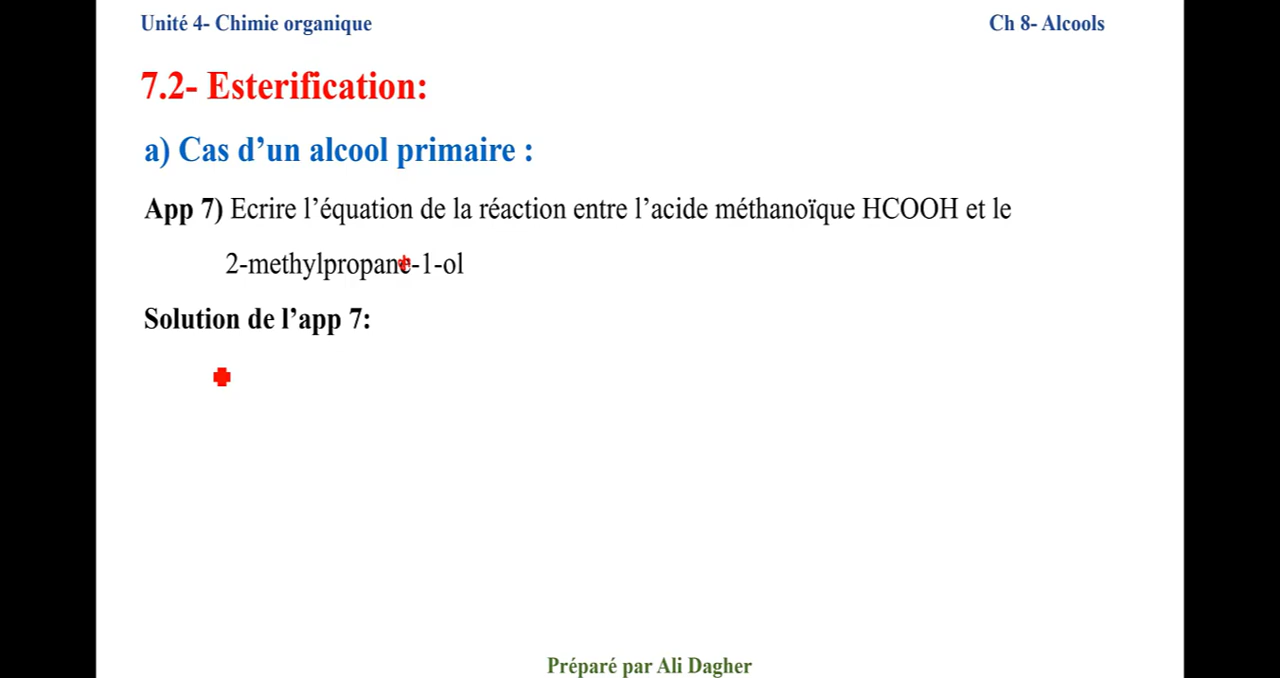 Unité 4- Chimie organique
Ch 8- Alcools
7.2- Esterification:
a) Cas d’un alcool primaire :
App 7) Ecrire l’équation de la réaction entre l’acide méthanoïque HCOOH et le
2-methylpropane-1-ol
Solution de l’app 7:
Préparé par Ali Dagher